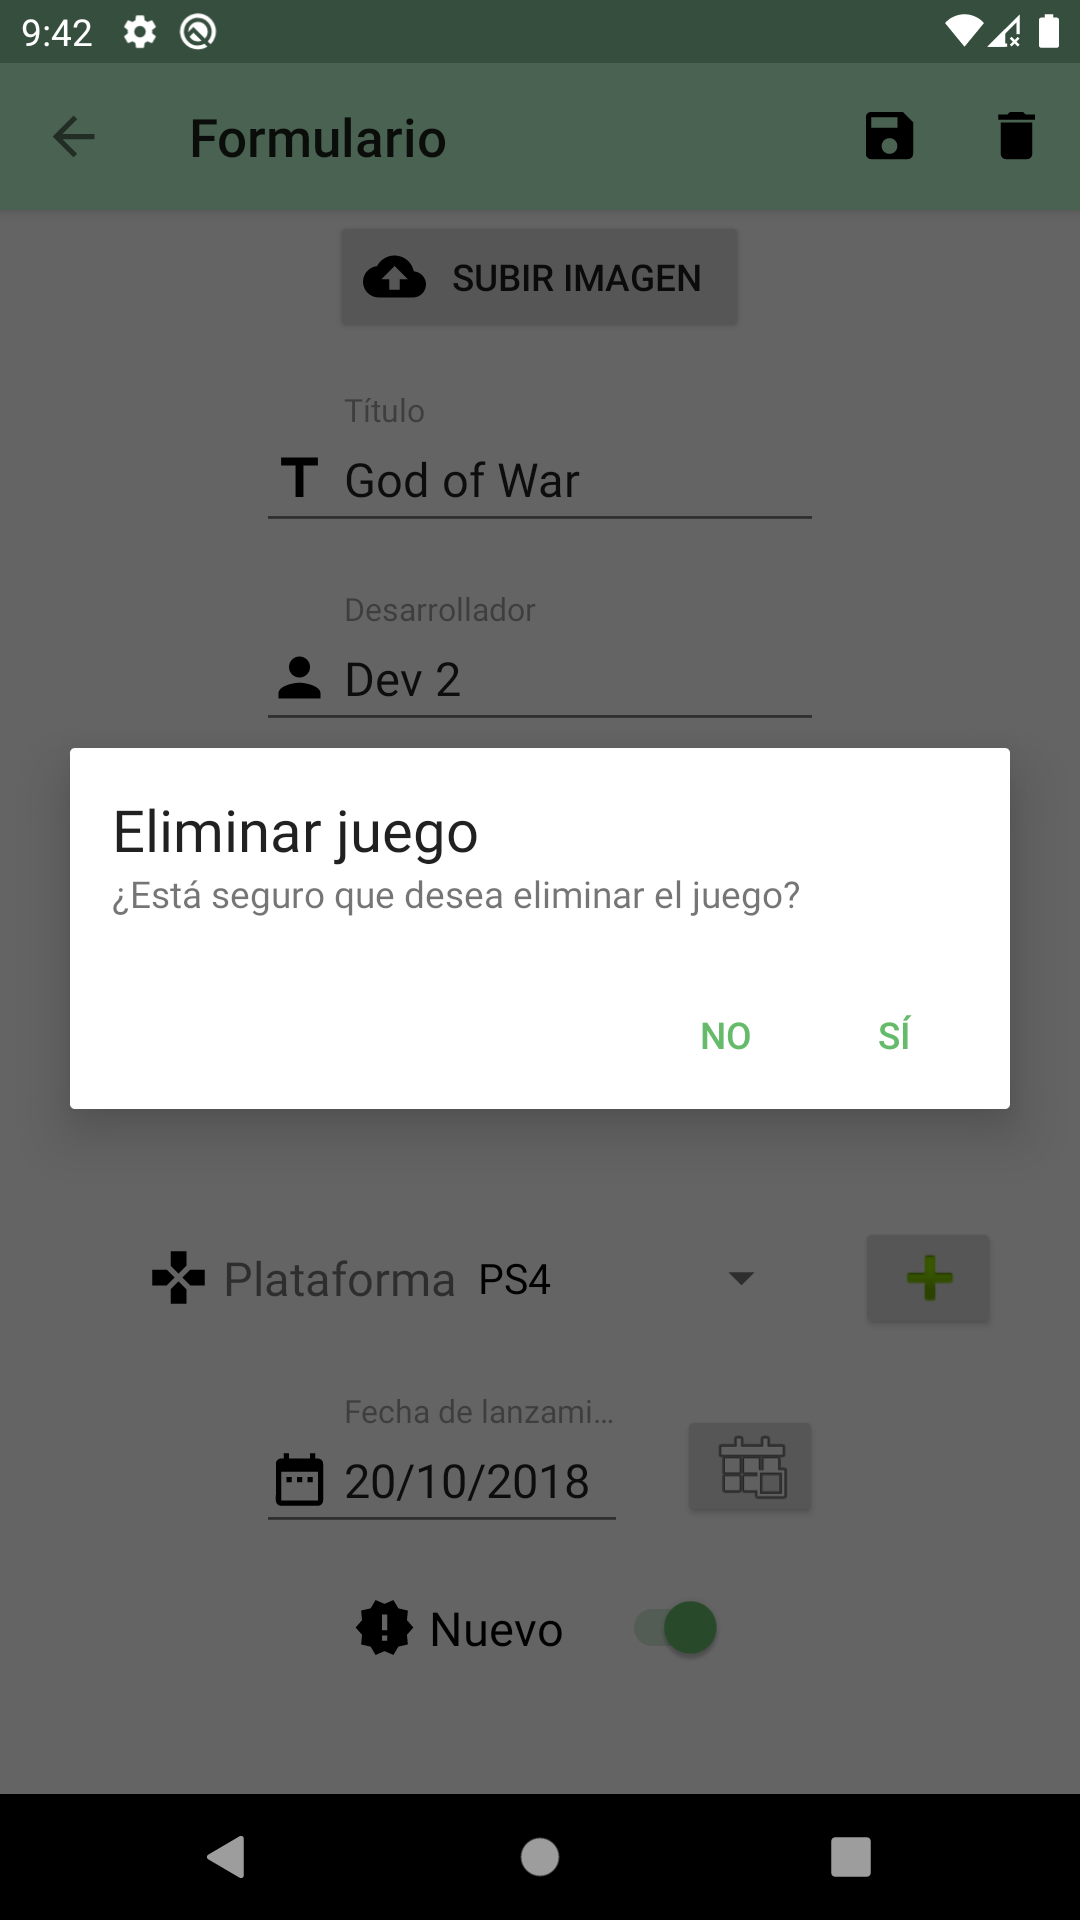 9:42
Formulario
SUBIR IMAGEN
Título
God of War
Desarrollador
Dev 2
Eliminar juego
¿Está seguro que desea eliminar el juego?
NO SÍ
Plataforma PS4
Fecha de lanzami...
20/10/2018
Nuevo